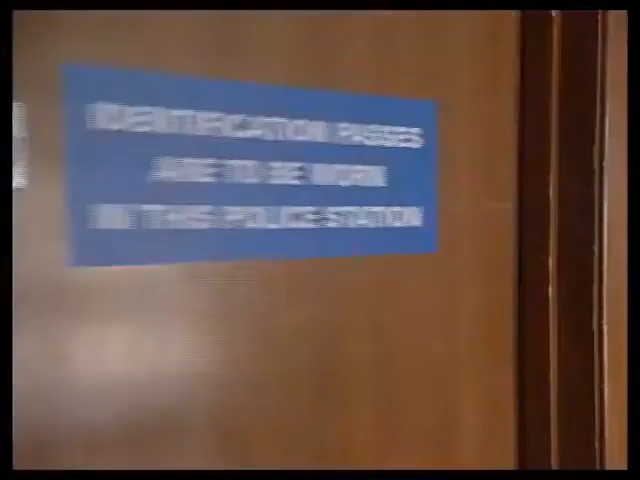 IDENTIFICATION PASSES
ARE TO BE WORN
IN THIS POLICE STATION